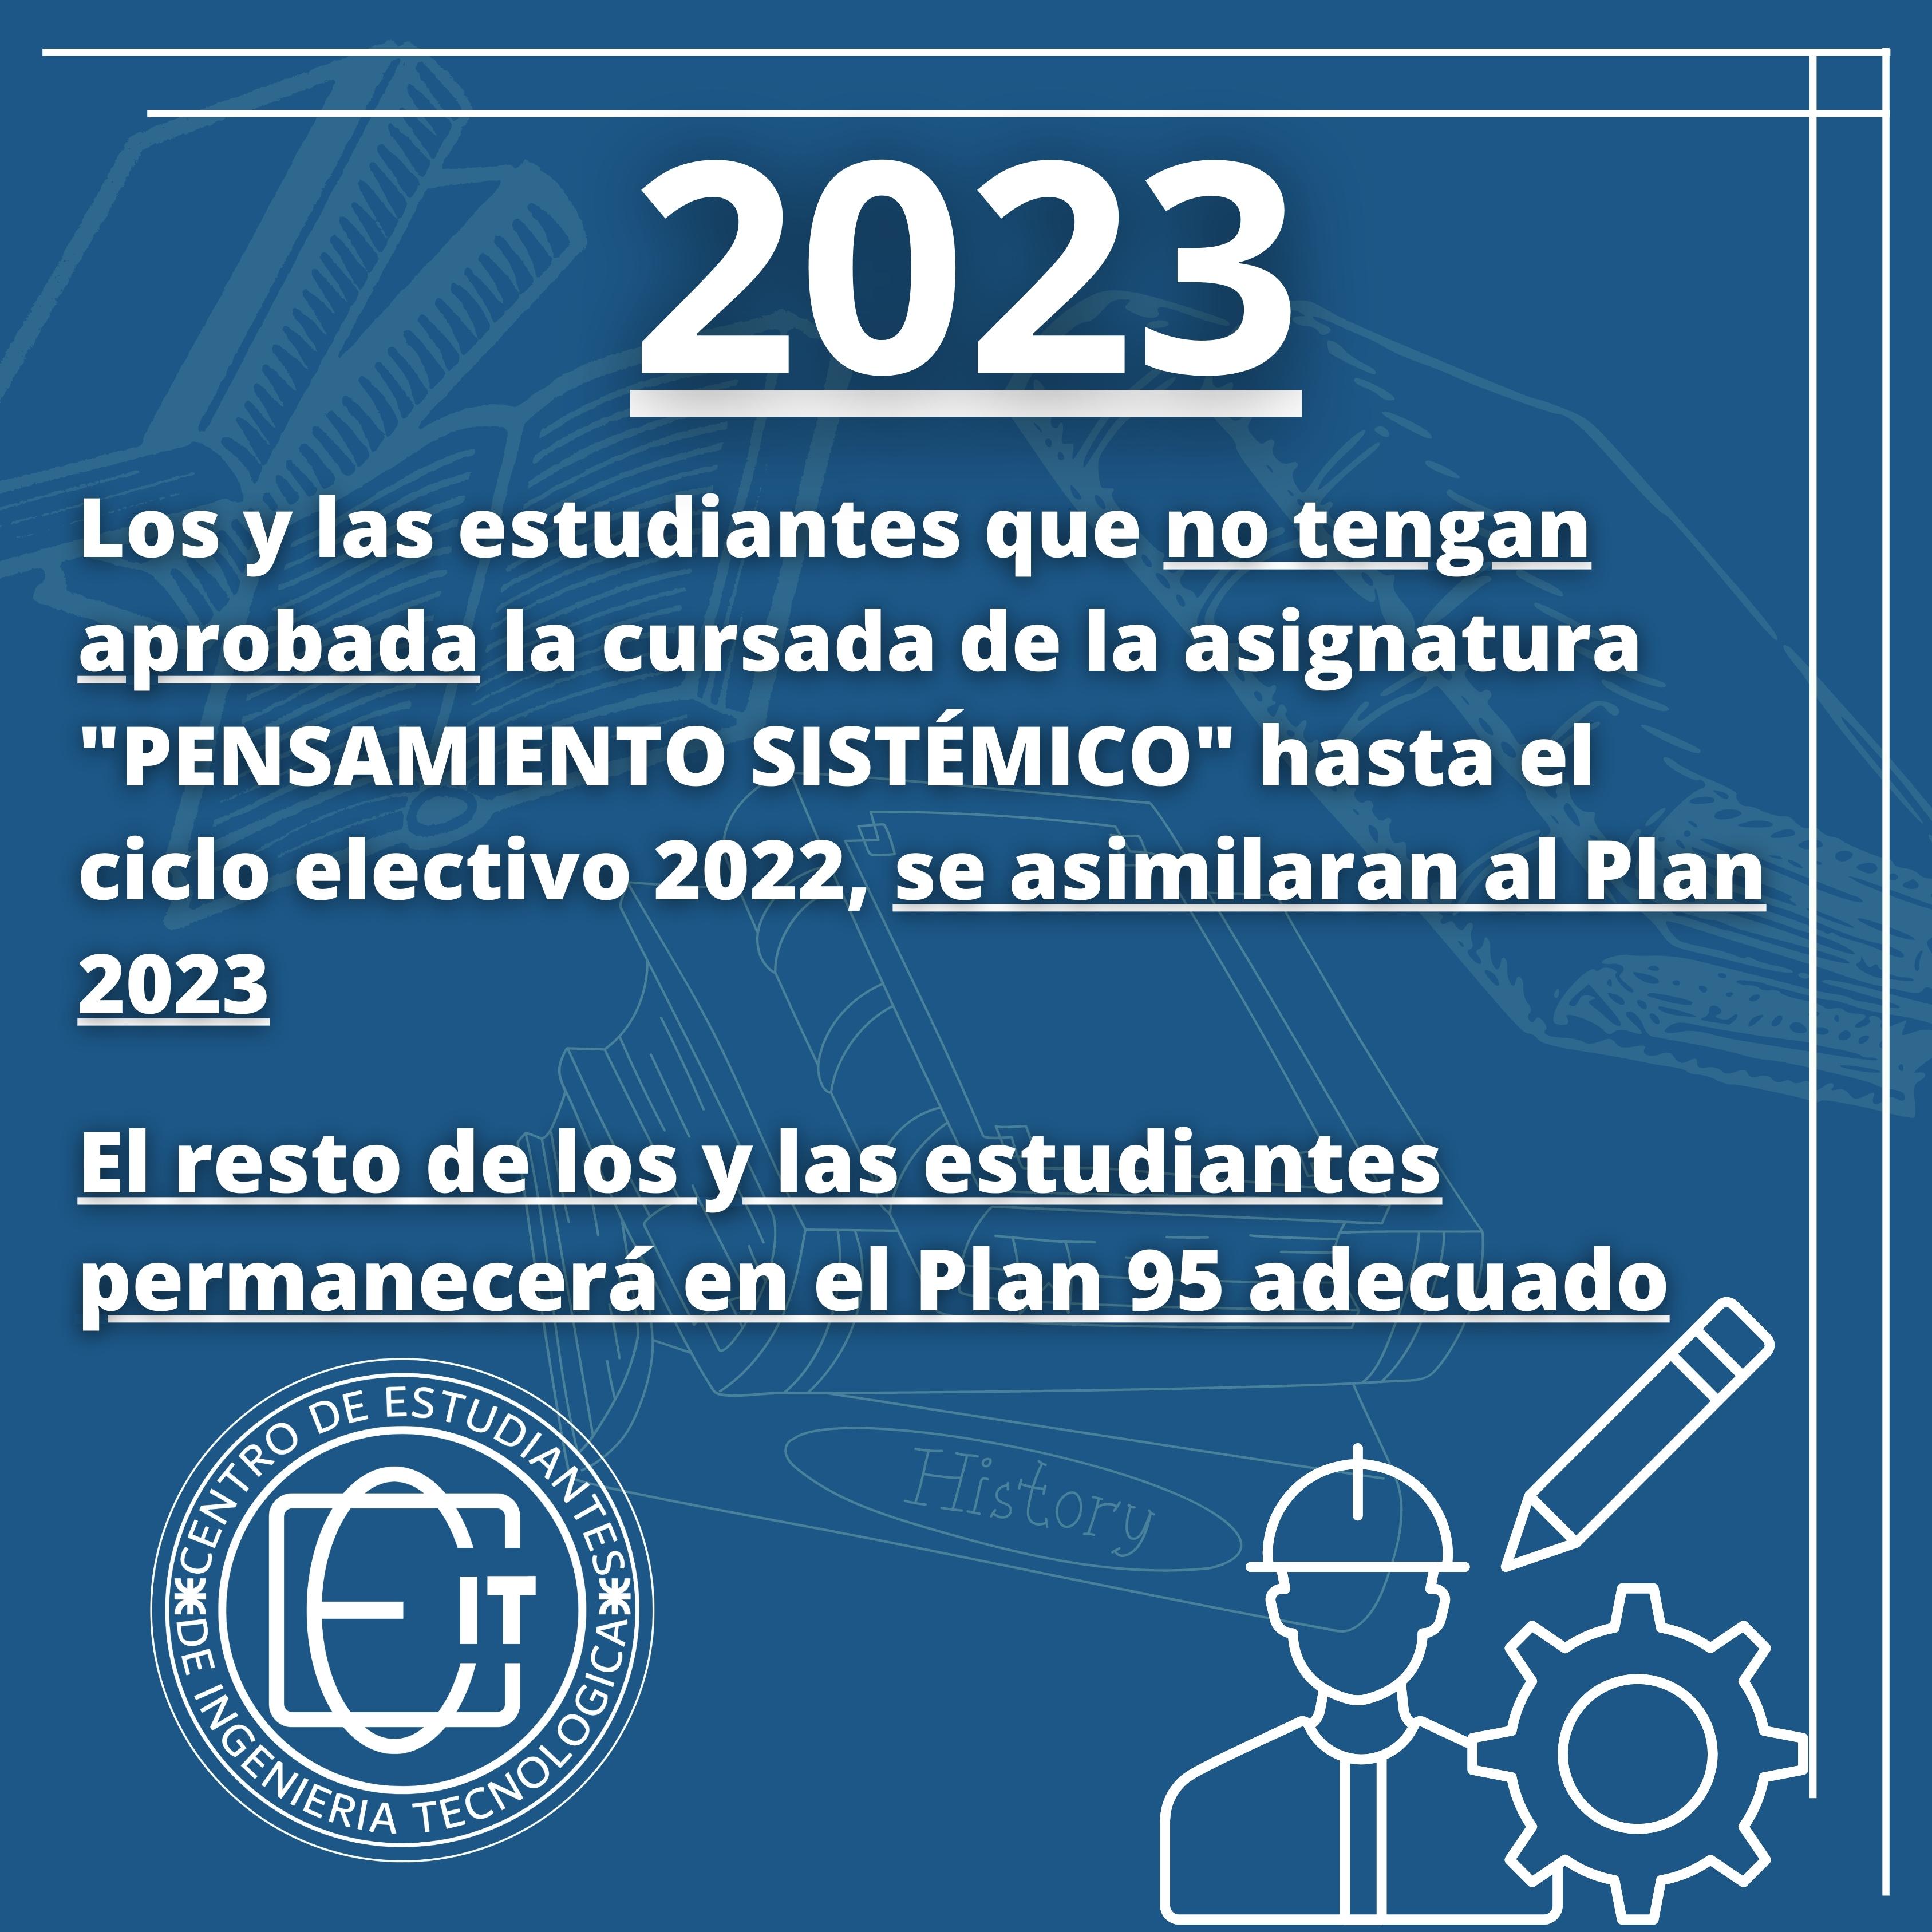 2023
Los y las estudiantes que no tengan
aprobada la cursada de la asignatura
"PENSAMIENTO SISTÉMICO" hasta el
ciclo electivo 2022, se asimilaran al Plan
2023
El resto de los y las estudiantes
permanecerá en el Plan 95 adecuado
History
CENTRO DE ESTUDIANTES
DE INGENIERIA TECNOLOGICA
CEIT